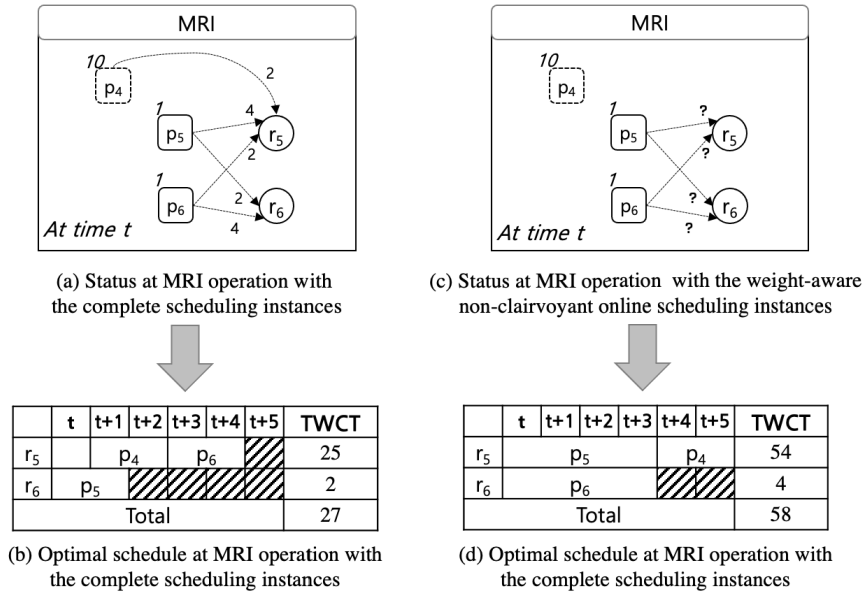 MRI
10
p4
2
1
p5
4
r5
2
1
p6
2
r6
4
At time t
(a) Status at MRI operation with
the complete scheduling instances
t t+1 t+2 t+3 t+4 t+5 TWCT
r5 p4 p6 25
r6 p5 2
Total 27
(b) Optimal schedule at MRI operation with
the complete scheduling instances
MRI
10
p4
1
p5
?
r5
?
1
p6
?
r6
?
At time t
(c) Status at MRI operation with the weight-aware
non-clairvoyant online scheduling instances
t t+1 t+2 t+3 t+4 t+5 TWCT
r5 p5 p4 54
r6 p6 4
Total 58
(d) Optimal schedule at MRI operation with
the complete scheduling instances